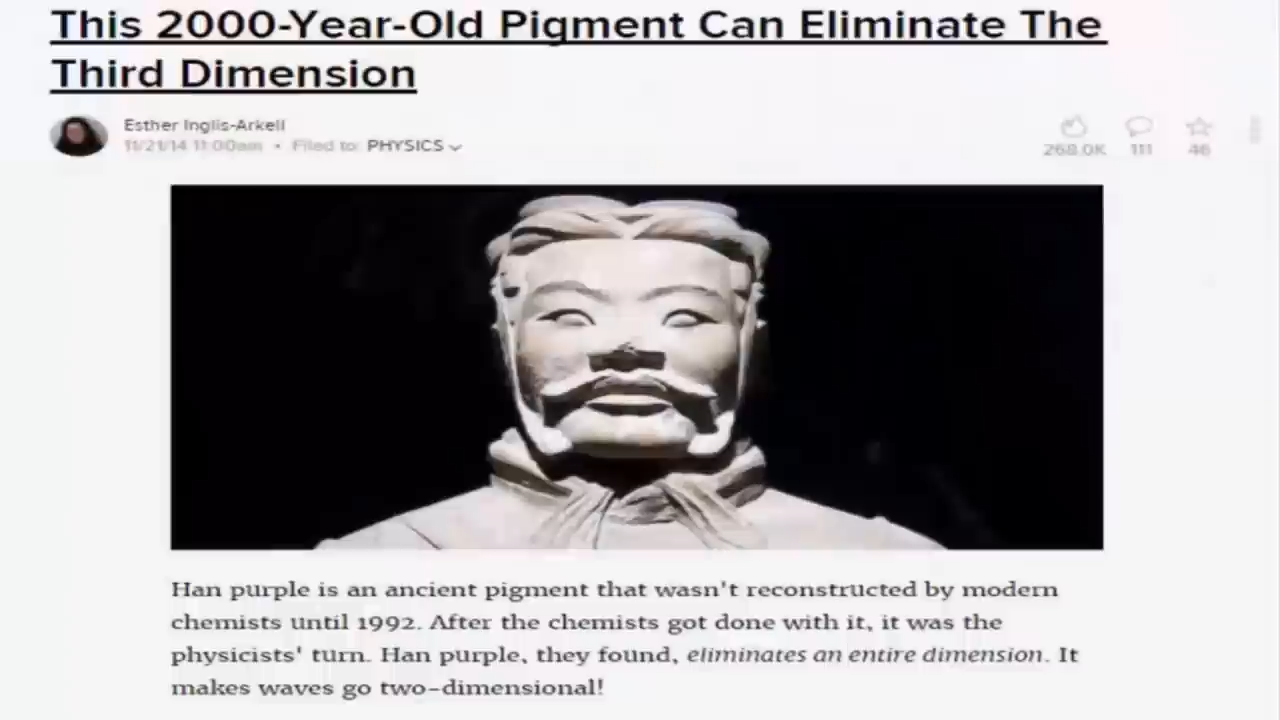 This 2000-Year-Old Pigment Can Eliminate The
Third Dimension
Esther Inglis-Arkell
11/21/14 11:00am • Filed to: PHYSICS
268.0K 111 46
Han purple is an ancient pigment that wasn't reconstructed by modern
chemists until 1992. After the chemists got done with it, it was the
physicists' turn. Han purple, they found, eliminates an entire dimension. It
makes waves go two-dimensional!